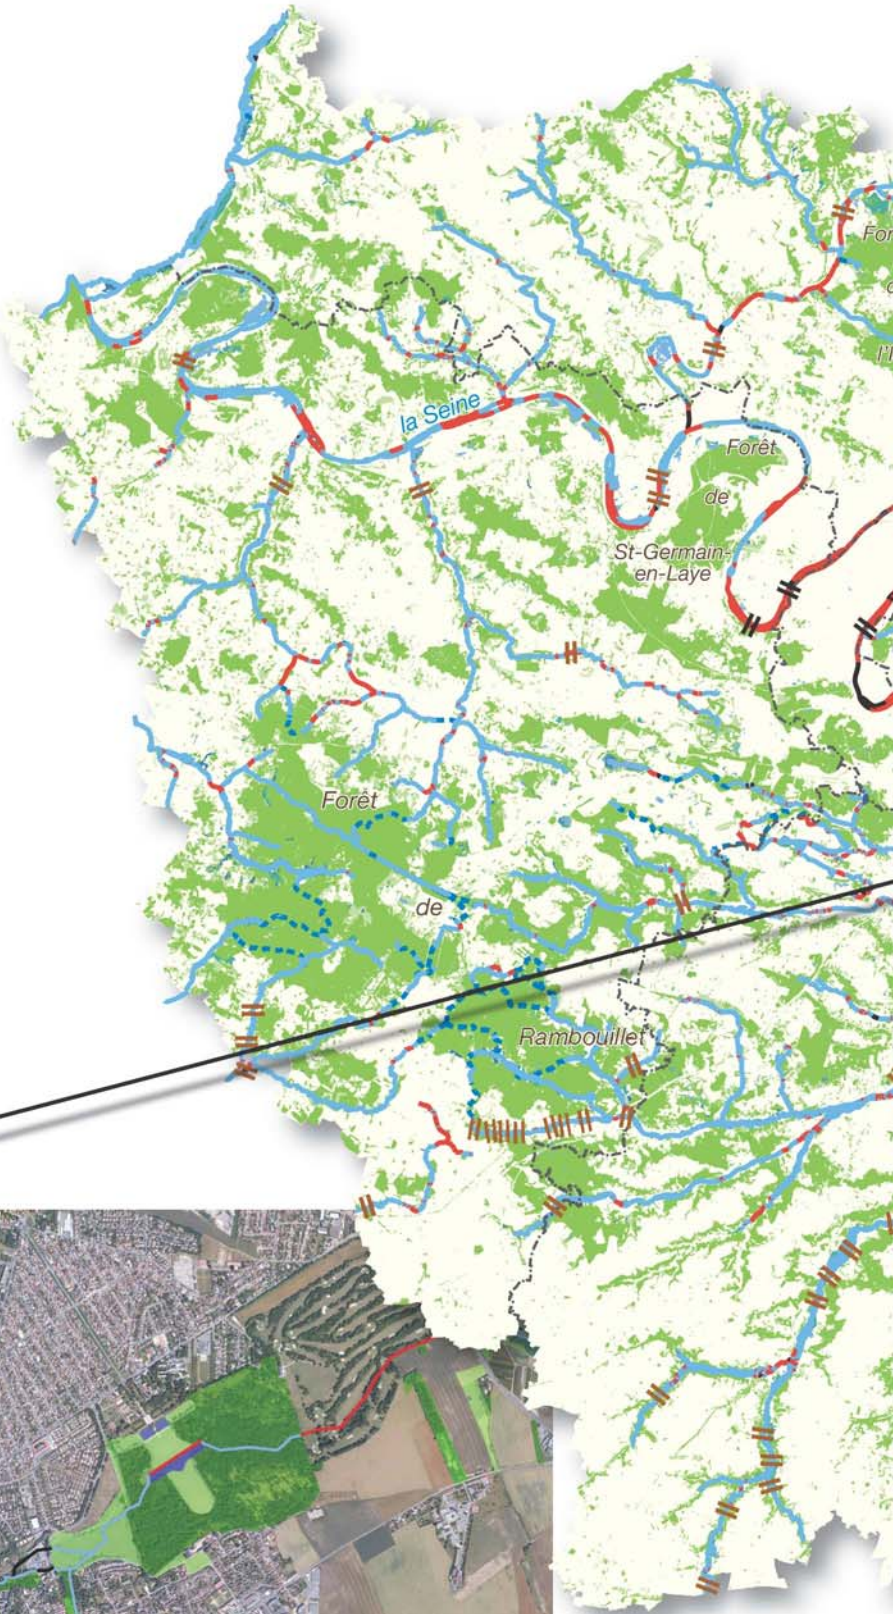 la Seine
Forêt
de
St-Germain-
en-Laye
Forêt
de
Rambouillet